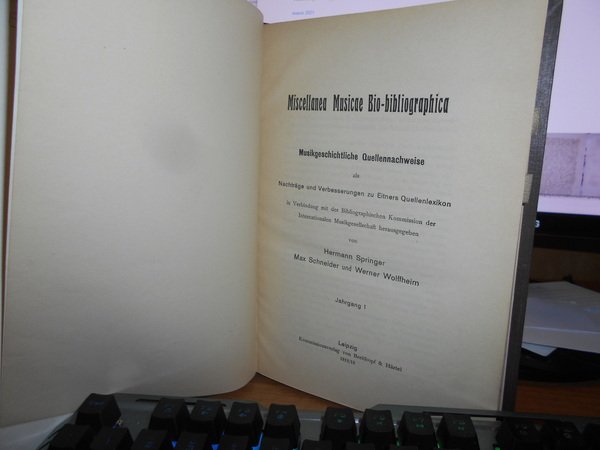 Miscellanea Musicae Bio-bibliographica
Musikgeschichtliche Quellennachweise
als
Nachträge und Verbesserungen zu Eitners Quellenlexikon
in Verbindung mit der Bibliographischen Kommission der
Internationalen Musikgesellschaft herausgegeben
von
Hermann Springer
Max Schneider und Werner Wolffheim
Jahrgang 1
Leipzig
Kommissionsverlag von Breitkopf & Härtel